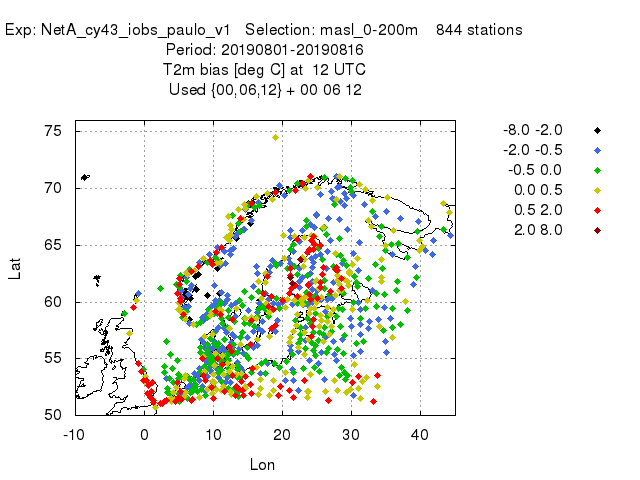 Exp: NetA_cy43_iobs_paulo_v1   Selection: masl_0-200m   844 stations
Period: 20190801-20190816
T2m bias [deg C] at  12 UTC
Used {00,06,12} + 00 06 12
-8.0 -2.0
-2.0 -0.5
-0.5 0.0
0.0 0.5
0.5 2.0
2.0 8.0
75
70
65
60
55
50
Lat
-10 0 10 20 30 40
Lon